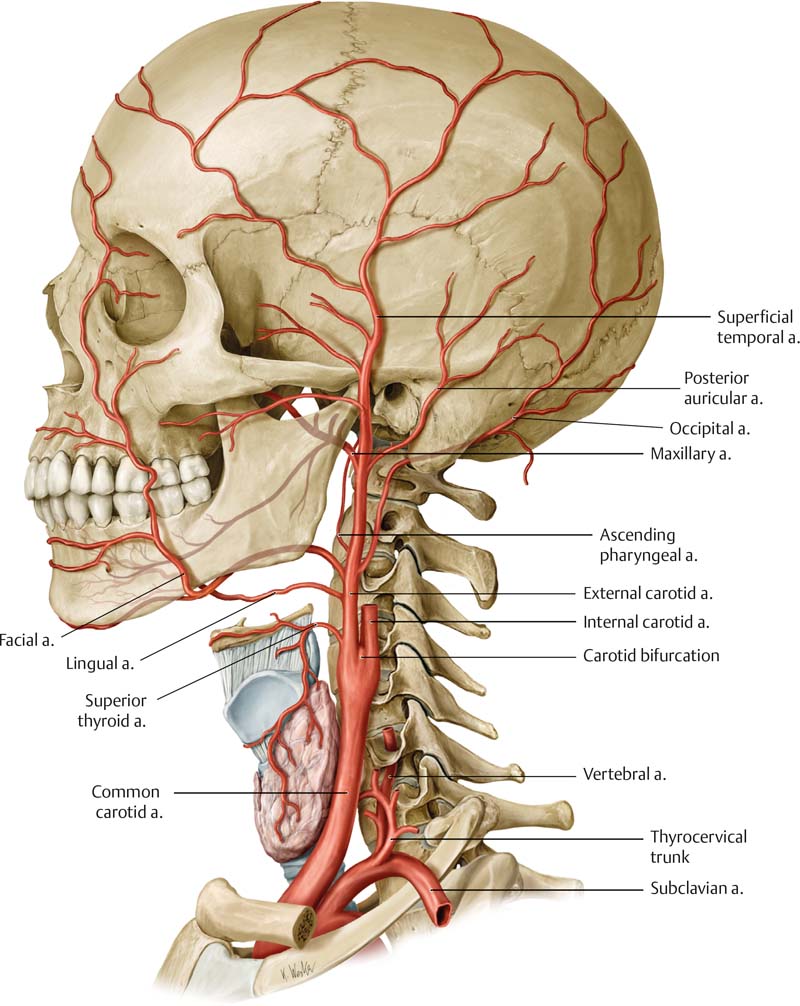 Superficial
temporal a.
Posterior
auricular a.
Occipital a.
Maxillary a.
Ascending
pharyngeal a.
External carotid a.
Internal carotid a.
Carotid bifurcation
Facial a.
Lingual a.
Superior
thyroid a.
Vertebral a.
Common
carotid a.
Thyrocervical
trunk
Subclavian a.